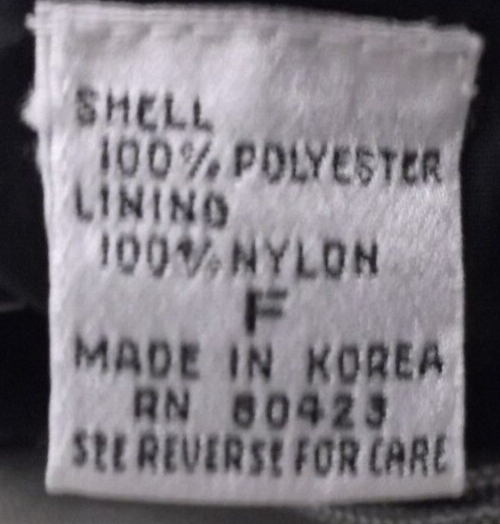 SHELL
100% POLYESTER
LINING
100% NYLON
F
MADE IN KOREA
RN 80423
SEE REVERSE FOR CARE